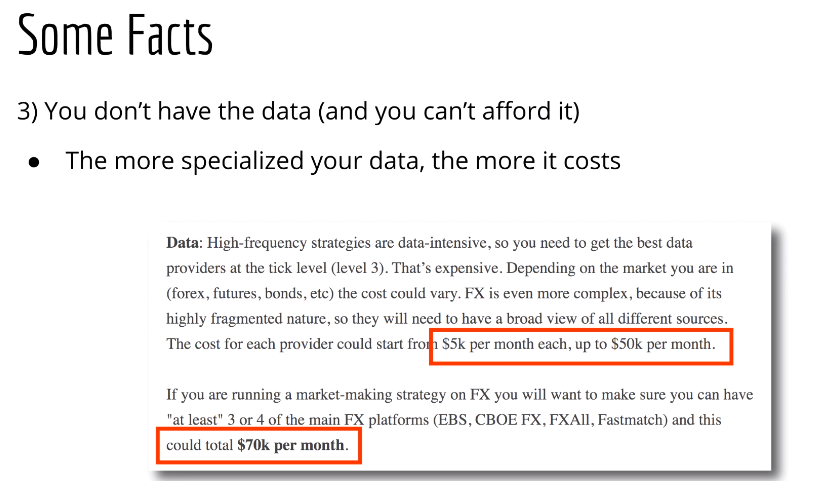 Some Facts
3) You don’t have the data (and you can’t afford it)
● The more specialized your data, the more it costs
Data: High-frequency strategies are data-intensive, so you need to get the best data
providers at the tick level (level 3). That’s expensive. Depending on the market you are in
(forex, futures, bonds, etc) the cost could vary. FX is even more complex, because of its
highly fragmented nature, so they will need to have a broad view of all different sources.
The cost for each provider could start from $5k per month each, up to $50k per month.
If you are running a market-making strategy on FX you will want to make sure you can have
"at least" 3 or 4 of the main FX platforms (EBS, CBOE FX, FXAll, Fastmatch) and this
could total $70k per month.